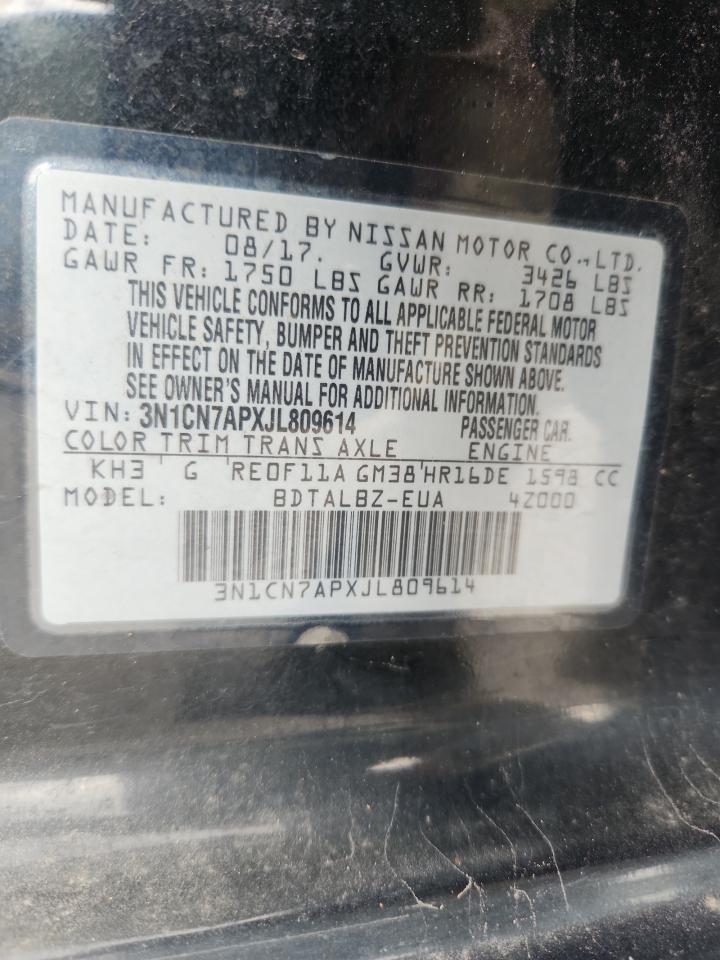 MANUFACTURED BY NISSAN MOTOR CO.,LTD.
DATE: 08/17. GVWR: 3426 LBS
GAWR FR: 1750 LBS GAWR RR: 1708 LBS
THIS VEHICLE CONFORMS TO ALL APPLICABLE FEDERAL MOTOR
VEHICLE SAFETY, BUMPER AND THEFT PREVENTION STANDARDS
IN EFFECT ON THE DATE OF MANUFACTURE SHOWN ABOVE.
SEE OWNER'S MANUAL FOR ADDITIONAL INFORMATION.
VIN: 3N1CN7APXJL809614 PASSENGER CAR.
COLOR TRIM TRANS AXLE ENGINE
KH3 G RE0F11A GM38 HR16DE 1598 CC
MODEL: BDTALBZ-EUA 4Z000
3N1CN7APXJL809614